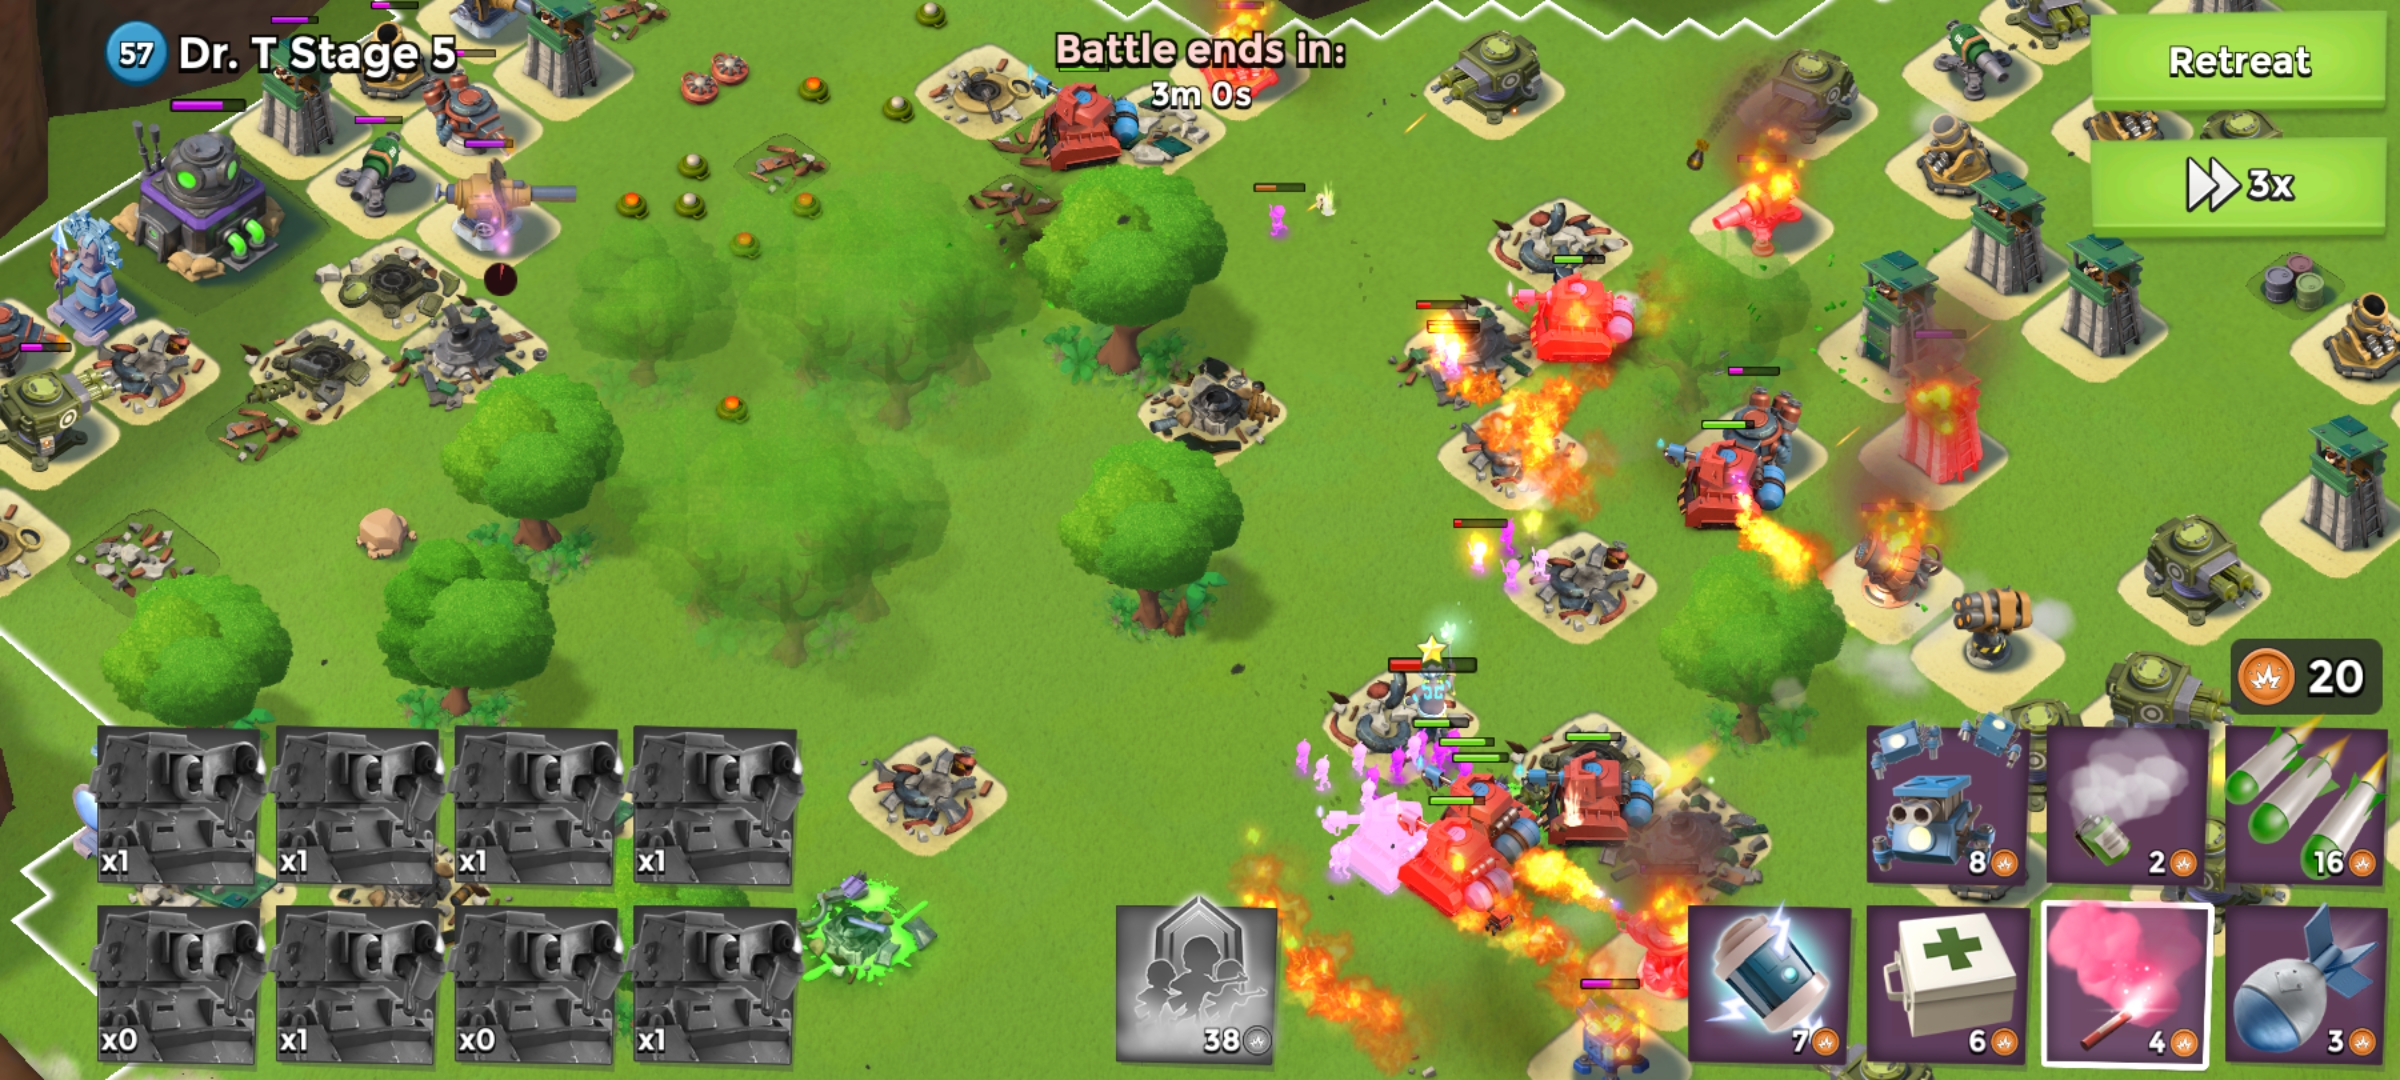 57 Dr. T Stage 5
Battle ends in:
3m 0s
Retreat
3x
20
x1 x1 x1 x1
8 2 16
x0 x1 x0 x1
38 7 6 4 3